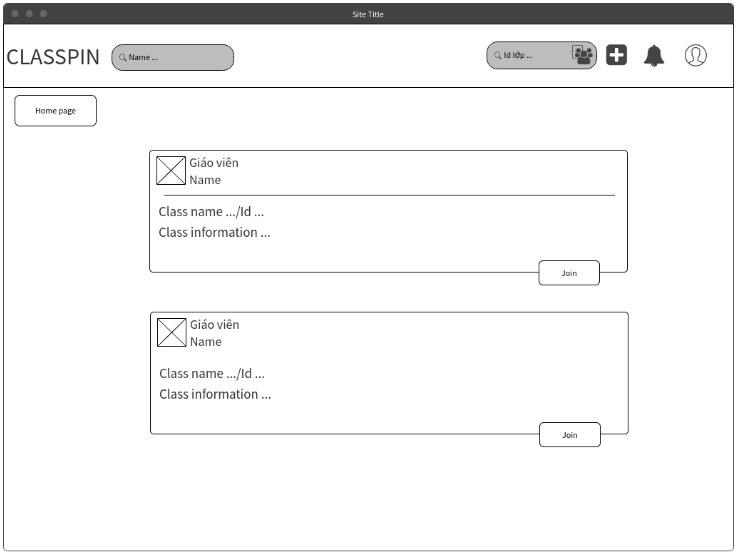 Site Title
CLASSPIN
Name ...
Id lớp ...
Home page
Giáo viên
Name
Class name .../Id ...
Class information ...
Join
Giáo viên
Name
Class name .../Id ...
Class information ...
Join